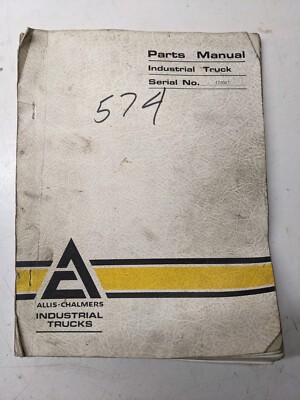 Parts Manual
Industrial Truck
Serial No.
574
ALLIS-CHALMERS
INDUSTRIAL
TRUCKS